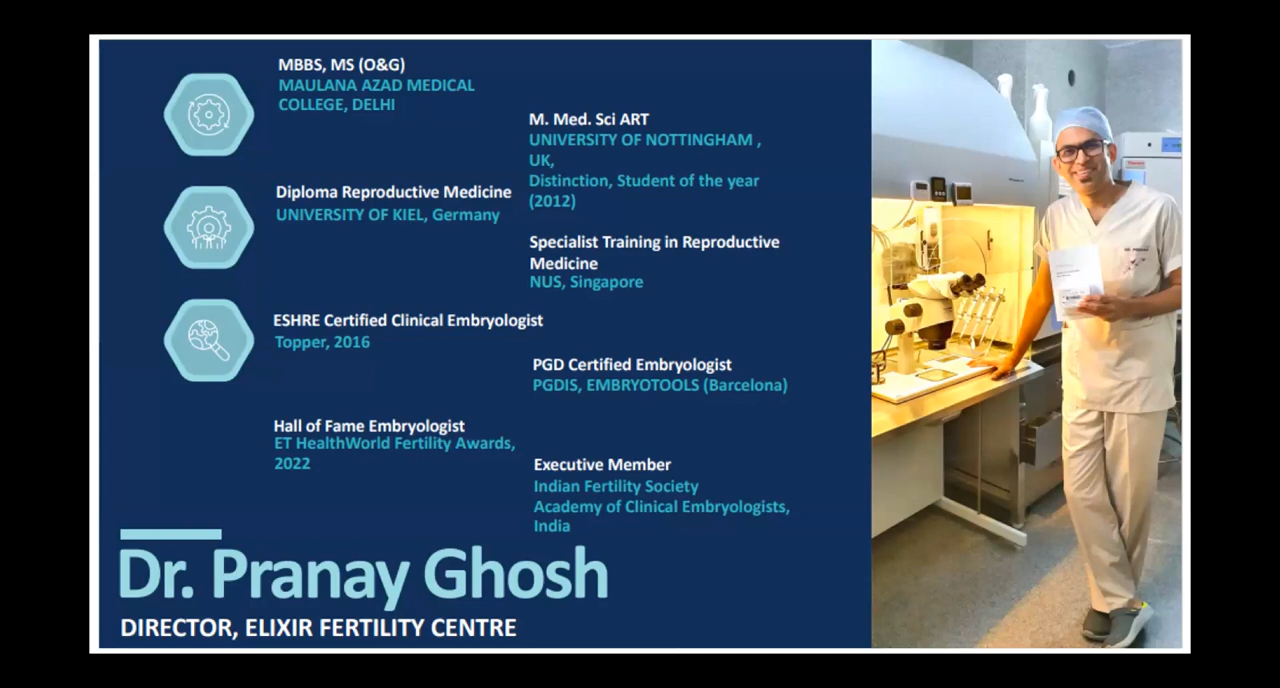 MBBS, MS (O&G)
MAULANA AZAD MEDICAL
COLLEGE, DELHI
M. Med. Sci ART
UNIVERSITY OF NOTTINGHAM ,
UK,
Distinction, Student of the year
(2012)
Diploma Reproductive Medicine
UNIVERSITY OF KIEL, Germany
Specialist Training in Reproductive
Medicine
NUS, Singapore
ESHRE Certified Clinical Embryologist
Topper, 2016
PGD Certified Embryologist
PGDIS, EMBRYOTOOLS (Barcelona)
Hall of Fame Embryologist
ET HealthWorld Fertility Awards,
2022
Executive Member
Indian Fertility Society
Academy of Clinical Embryologists,
India
Dr. Pranay Ghosh
DIRECTOR, ELIXIR FERTILITY CENTRE